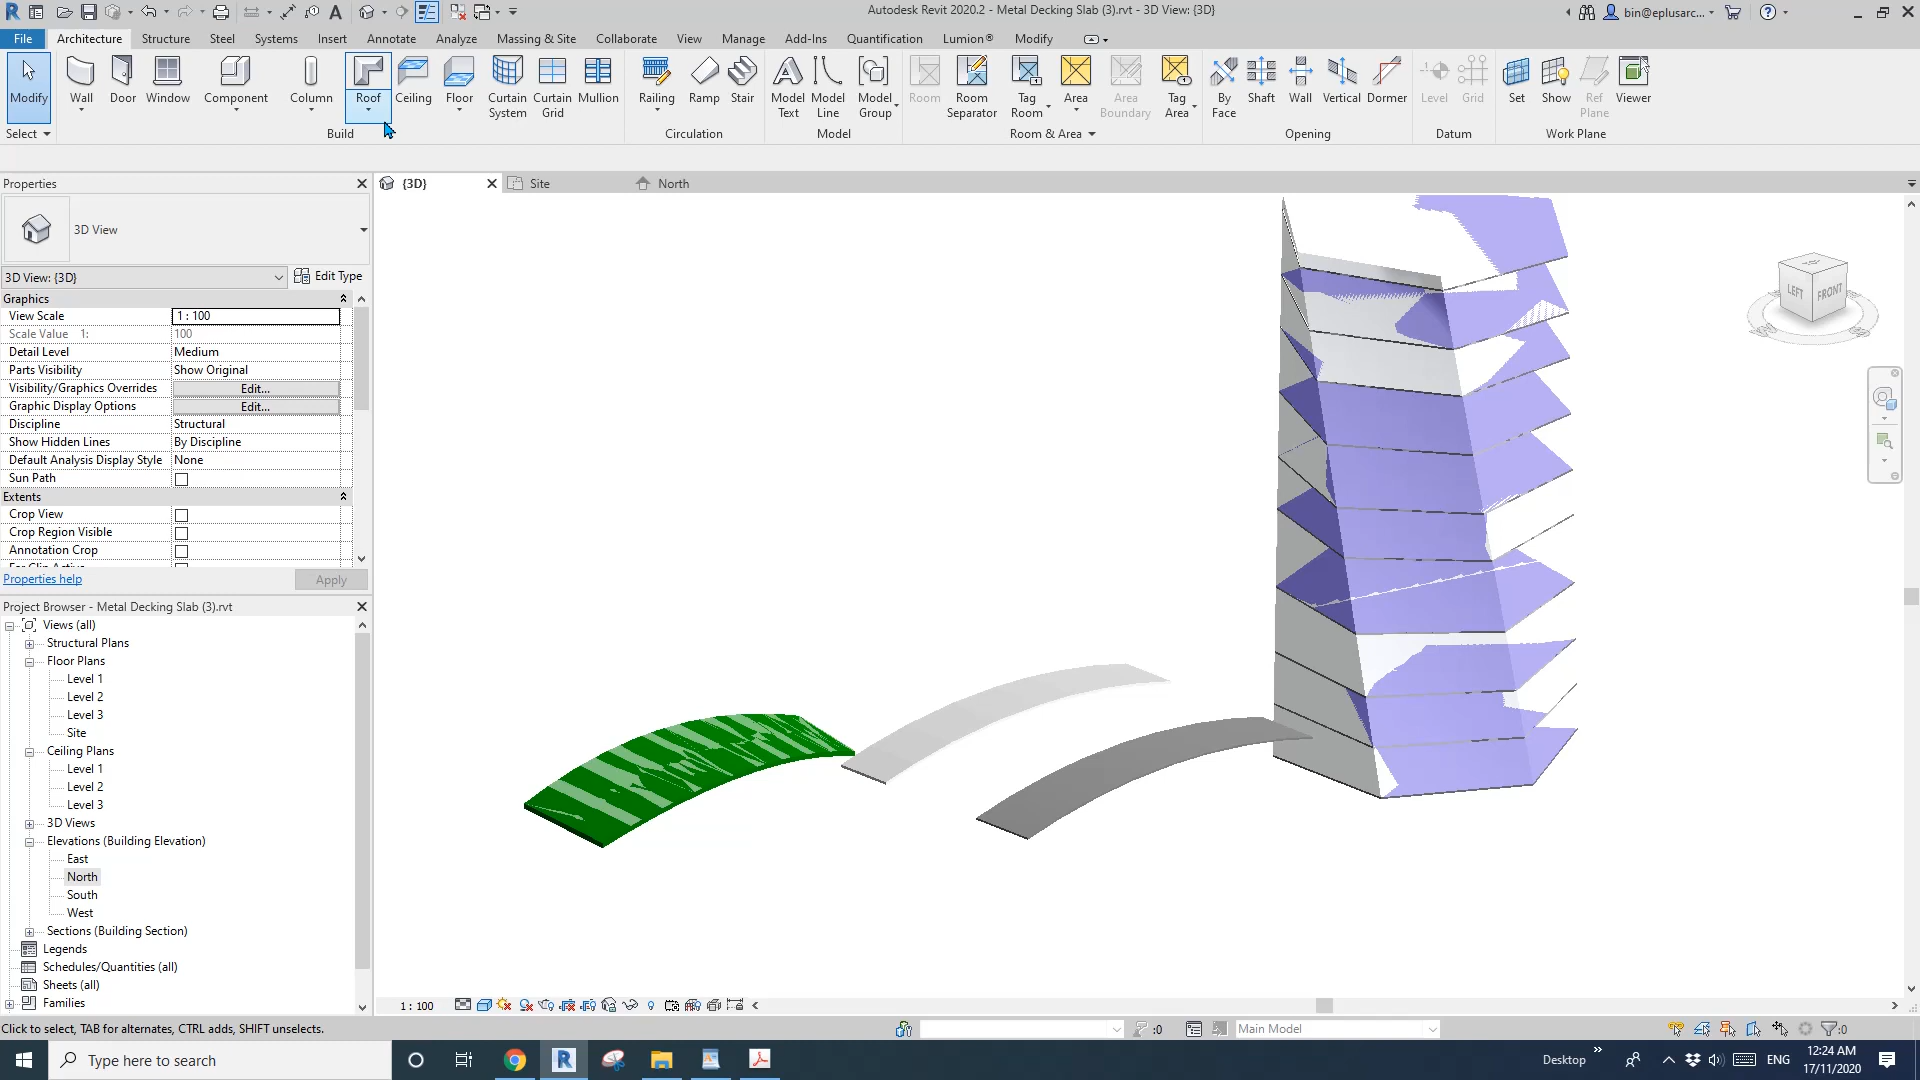 Autodesk Revit 2020.2 - Metal Decking Slab (3).rvt - 3D View: {3D}
bin@eplusarc...
File Architecture Structure Steel Systems Insert Annotate Analyze Massing & Site Collaborate View Manage Add-Ins Quantification Lumion® Modify
Modify Wall Door Window Component Column Roof Ceiling Floor Curtain System Curtain Grid Mullion Railing Ramp Stair Model Text Model Line Model Group Room Room Separator Tag Room Area Area Boundary Tag Area By Face Shaft Wall Vertical Dormer Level Grid Set Show Ref Plane Viewer
Select Build Circulation Model Room & Area Opening Datum Work Plane
Properties
{3D} Site North
3D View
3D View: {3D} Edit Type
Graphics
View Scale 1 : 100
Scale Value 1: 100
Detail Level Medium
Parts Visibility Show Original
Visibility/Graphics Overrides Edit...
Graphic Display Options Edit...
Discipline Structural
Show Hidden Lines By Discipline
Default Analysis Display Style None
Sun Path
Extents
Crop View
Crop Region Visible
Annotation Crop
Properties help Apply
LEFT FRONT
Project Browser - Metal Decking Slab (3).rvt
Views (all)
Structural Plans
Floor Plans
Level 1
Level 2
Level 3
Site
Ceiling Plans
Level 1
Level 2
Level 3
3D Views
Elevations (Building Elevation)
East
North
South
West
Sections (Building Section)
Legends
Schedules/Quantities (all)
Sheets (all)
Families
1 : 100
Click to select, TAB for alternates, CTRL adds, SHIFT unselects.
:0 Main Model :0
Type here to search
Desktop ENG
12:24 AM
17/11/2020